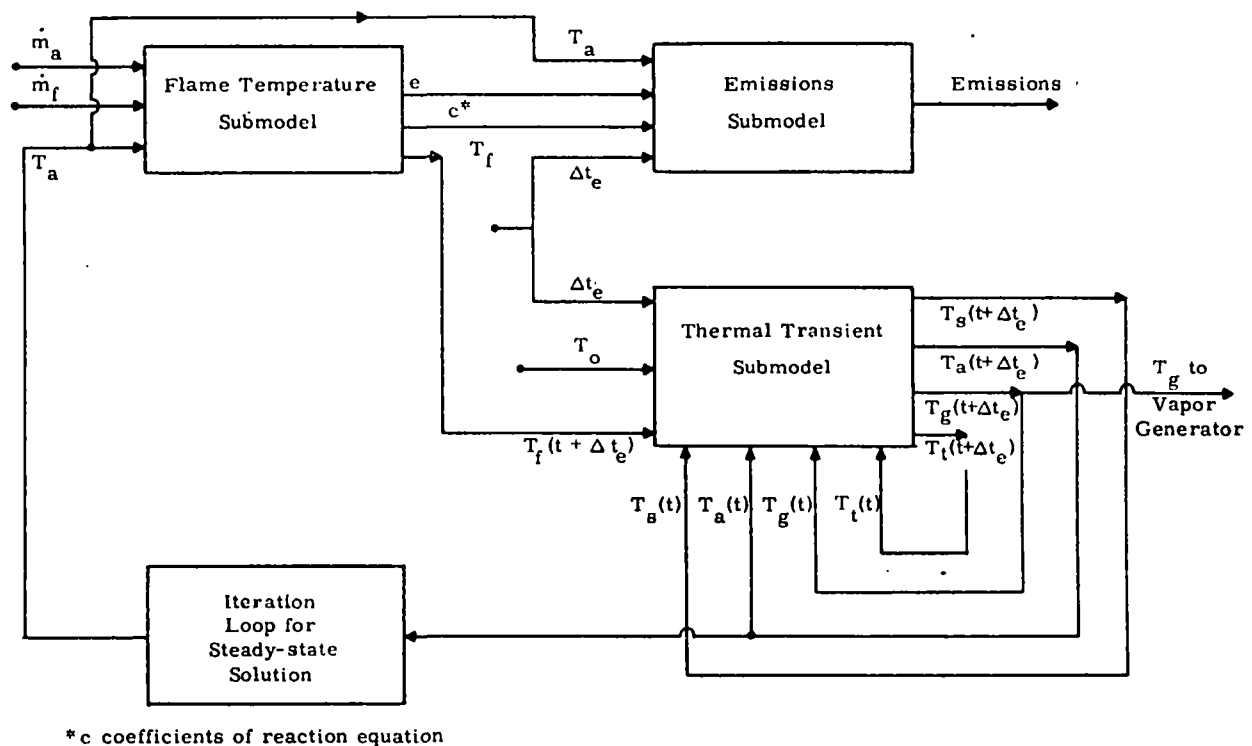 ṁa
ṁf
Ta
Flame Temperature
Submodel
e
c*
Tf
Ta
Emissions
Submodel
Emissions
Δte
Δte
To
Tf(t + Δte)
Thermal Transient
Submodel
Ts(t+Δte)
Ta(t+Δte)
Tg(t+Δte)
Tt(t+Δte)
Tg to
Vapor
Generator
Ts(t)
Ta(t)
Tg(t)
Tt(t)
Iteration
Loop for
Steady-state
Solution
*c coefficients of reaction equation